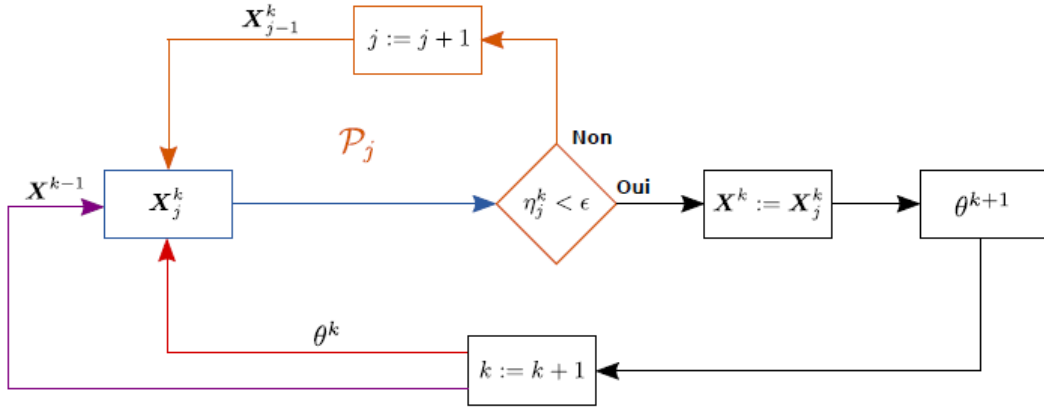 X^k_{j−1}
j := j + 1
P_j
Non
X^{k−1}
X^k_j
η^k_j < ϵ
Oui
X^k := X^k_j
θ^{k+1}
θ^k
k := k + 1